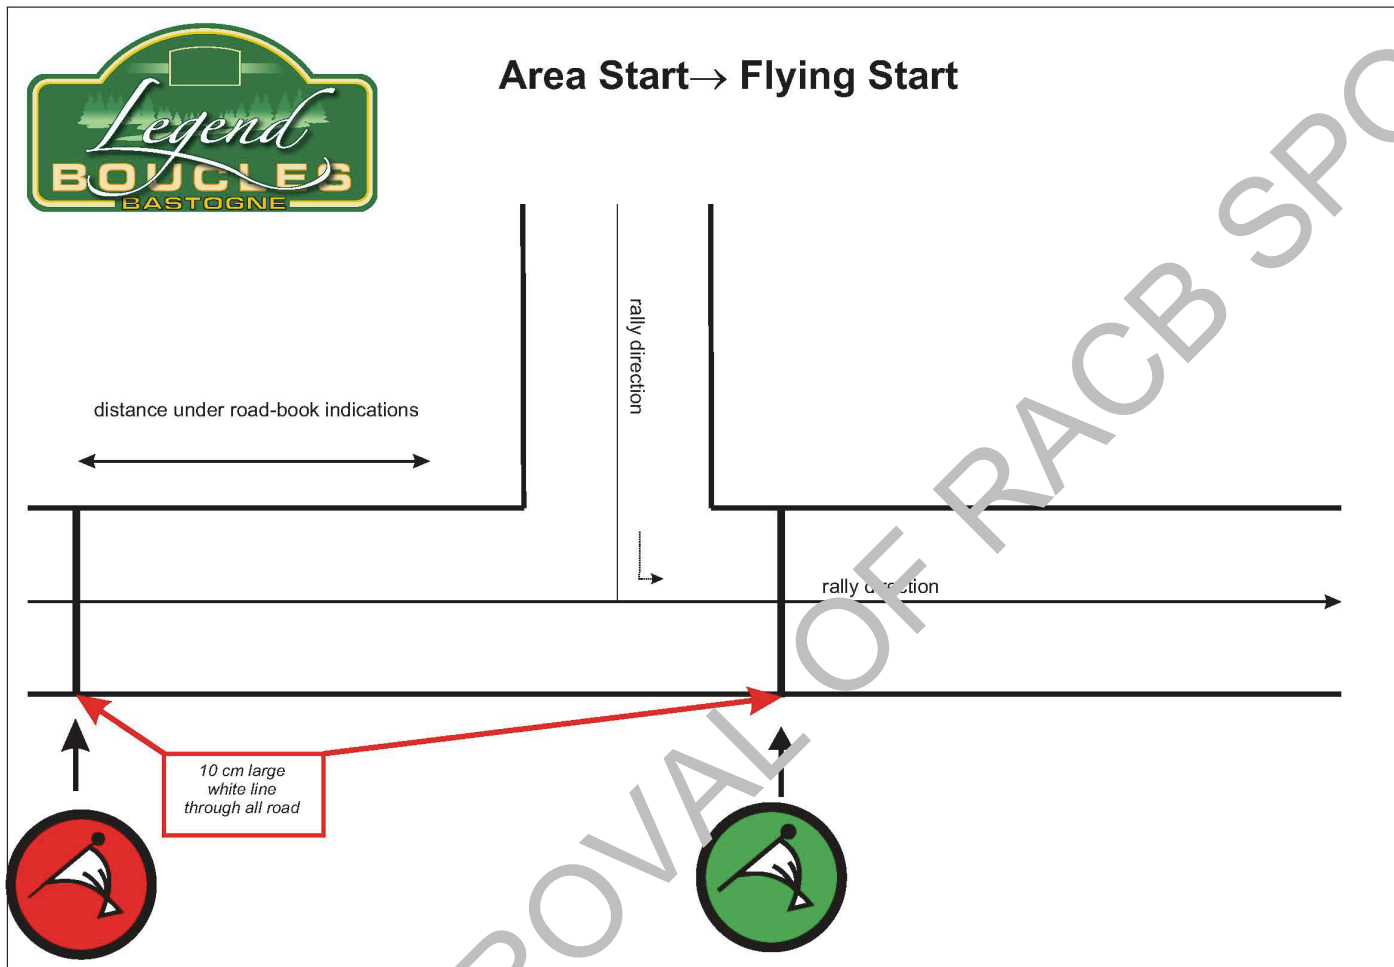 Legend
BOUCLES
BASTOGNE
Area Start→ Flying Start
rally direction
distance under road-book indications
rally direction
10 cm large
white line
through all road
OVAL OF RACB SPO